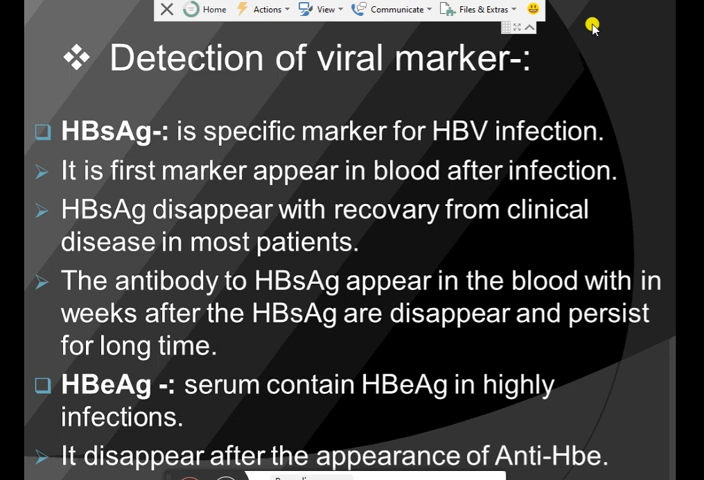 Home Actions View Communicate Files & Extras
Detection of viral marker-:
HBsAg-: is specific marker for HBV infection.
It is first marker appear in blood after infection.
HBsAg disappear with recovary from clinical
disease in most patients.
The antibody to HBsAg appear in the blood with in
weeks after the HBsAg are disappear and persist
for long time.
HBeAg -: serum contain HBeAg in highly
infections.
It disappear after the appearance of Anti-Hbe.